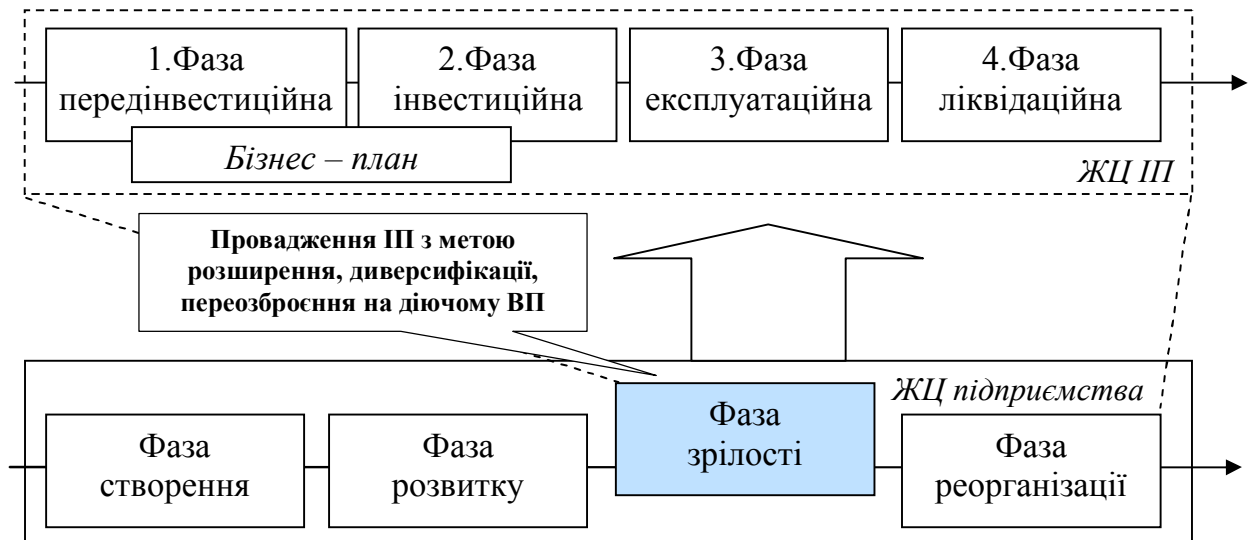 1.Фаза
передінвестиційна
2.Фаза
інвестиційна
3.Фаза
експлуатаційна
4.Фаза
ліквідаційна
Бізнес – план
ЖЦ ІП
Провадження ІП з метою
розширення, диверсифікації,
переозброєння на діючому ВП
ЖЦ підприємства
Фаза
створення
Фаза
розвитку
Фаза
зрілості
Фаза
реорганізації